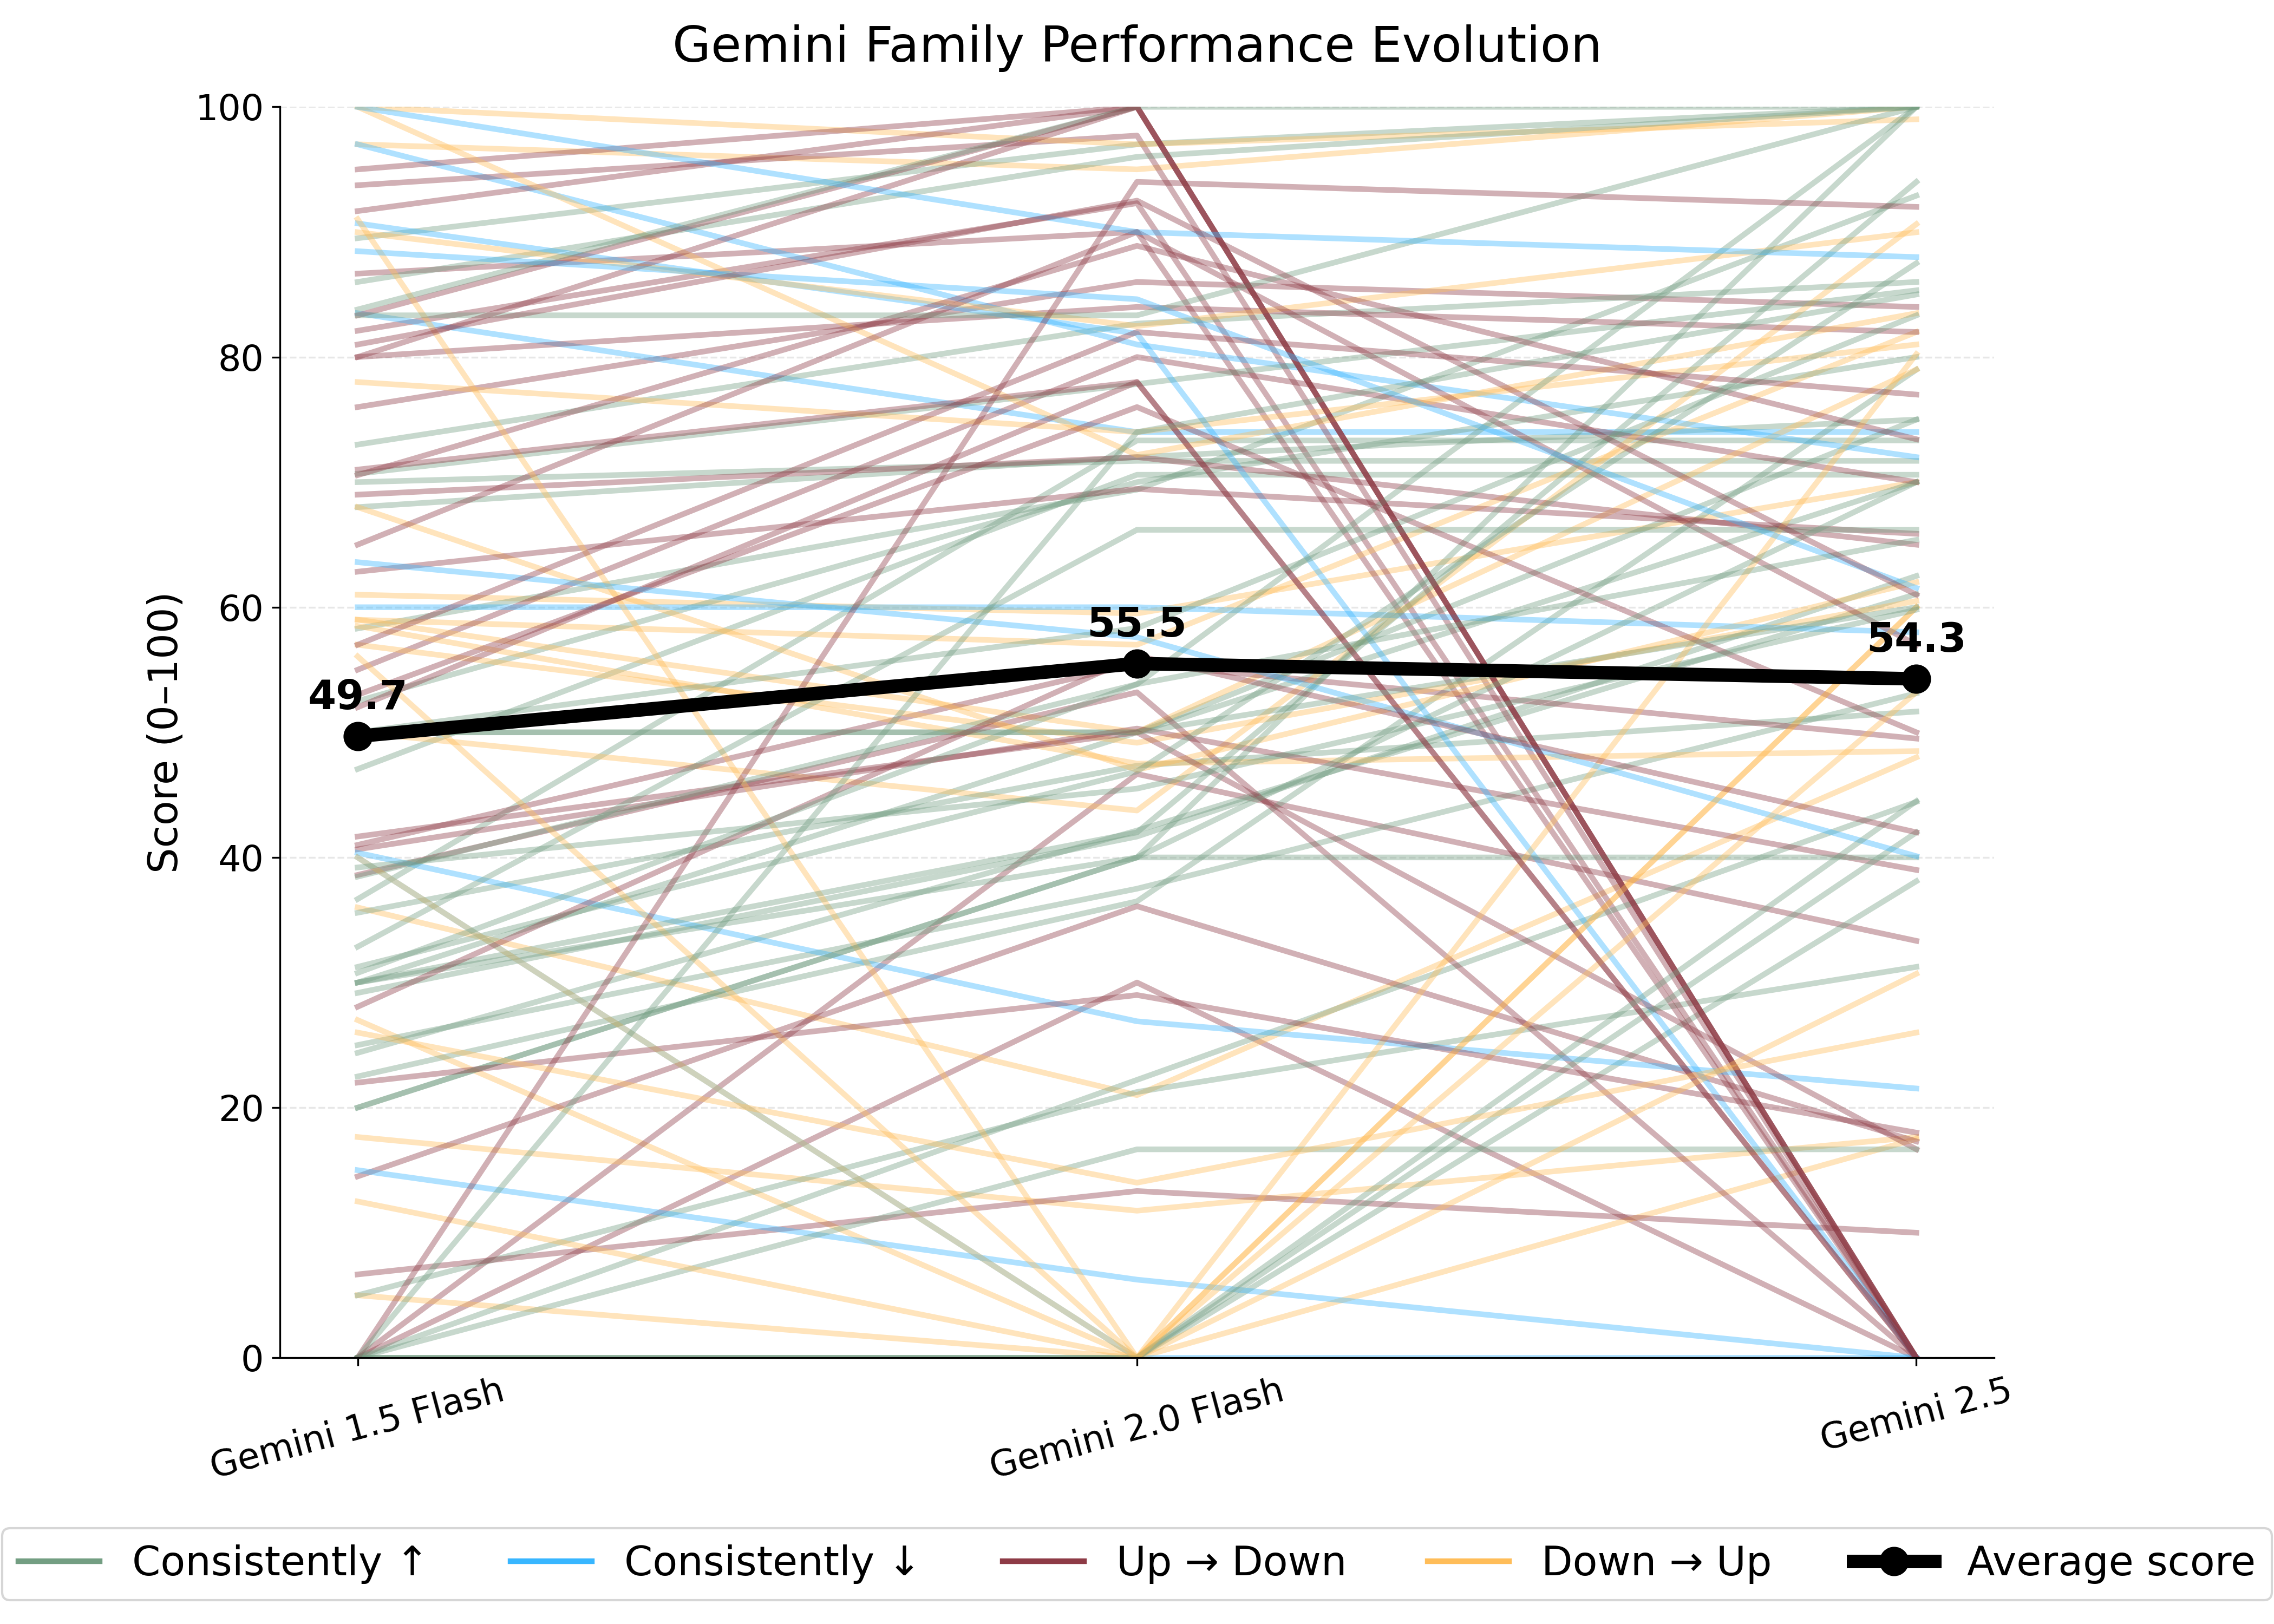 Gemini Family Performance Evolution
Score (0–100)
100
80
60
40
20
0
49.7
55.5
54.3
Gemini 1.5 Flash
Gemini 2.0 Flash
Gemini 2.5
Consistently ↑
Consistently ↓
Up → Down
Down → Up
Average score